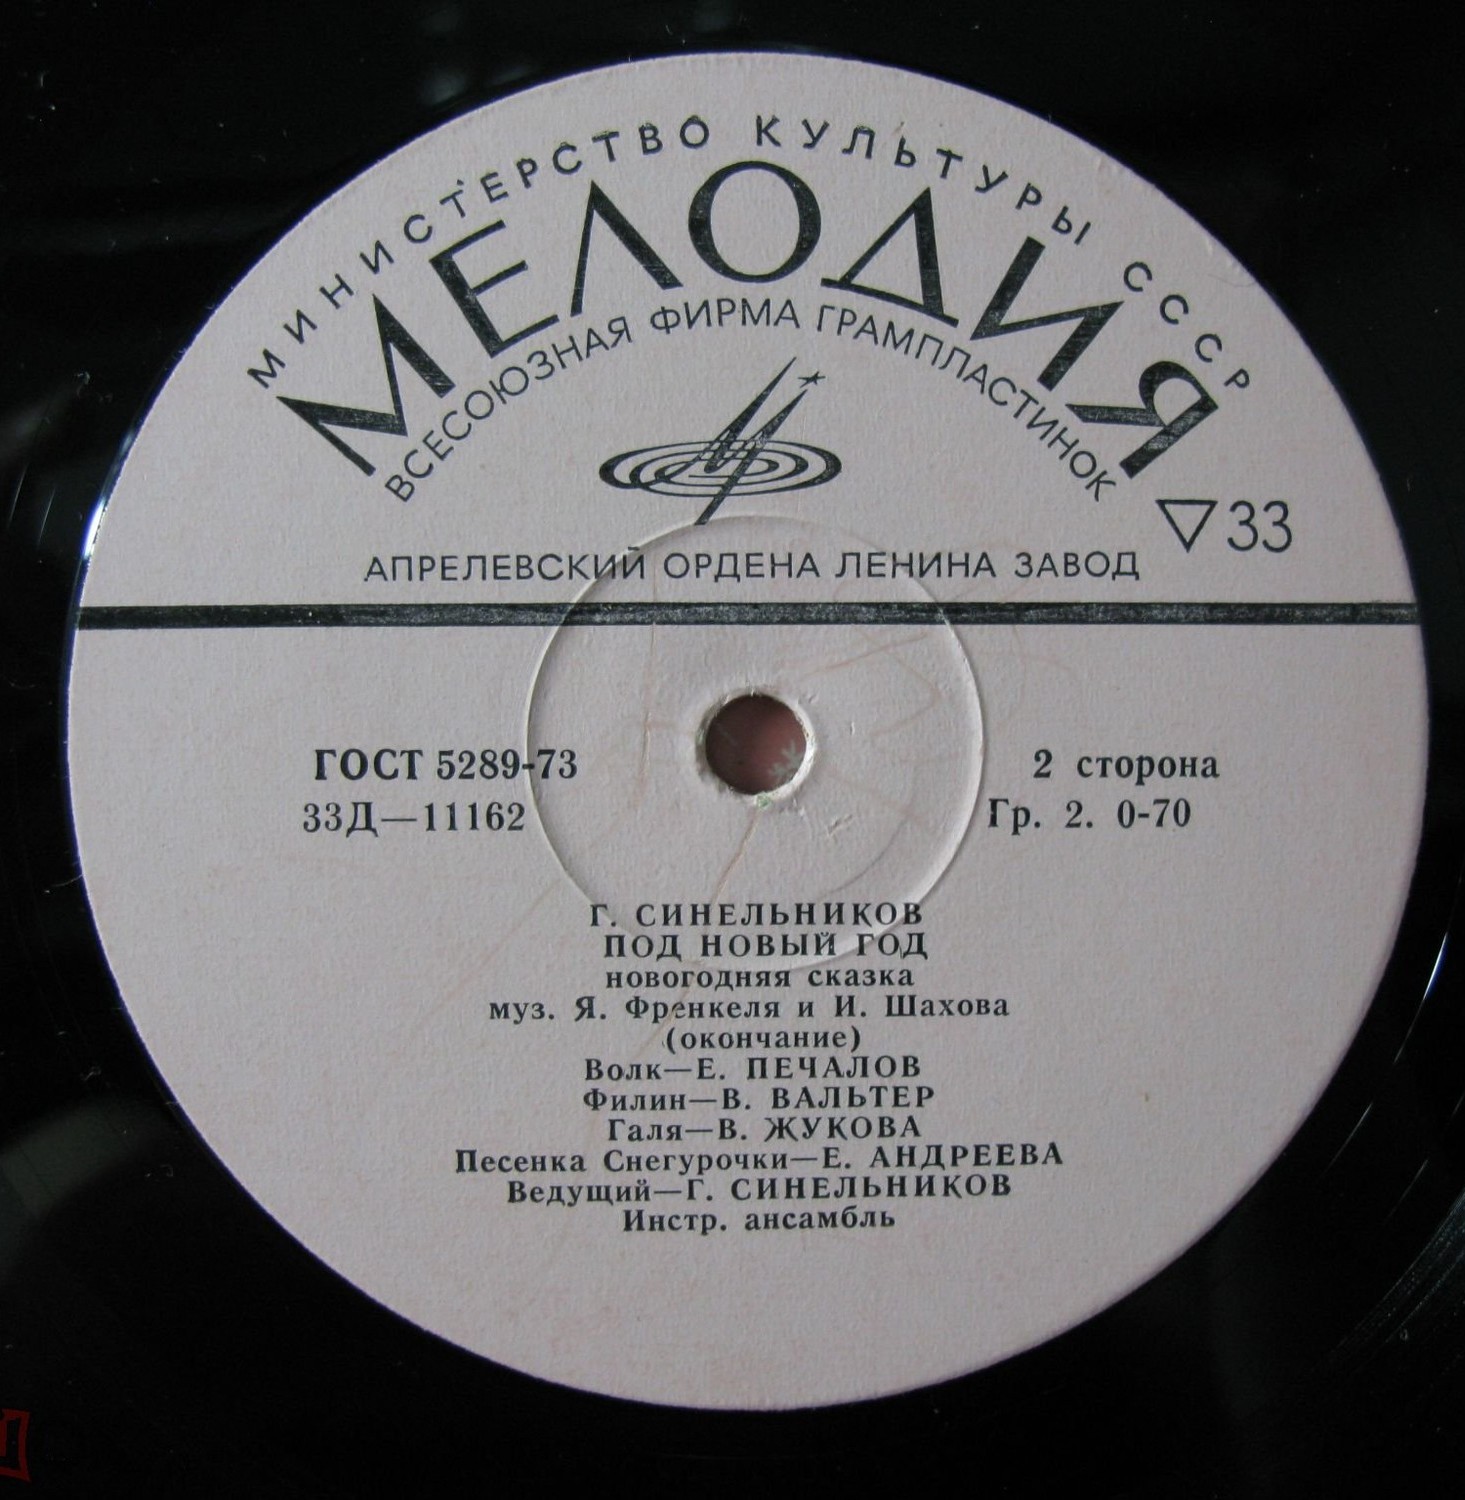 МИНИСТЕРСТВО КУЛЬТУРЫ СССР
МЕЛОДИЯ
ВСЕСОЮЗНАЯ ФИРМА ГРАМПЛАСТИНОК
33
АПРЕЛЕВСКИЙ ОРДЕНА ЛЕНИНА ЗАВОД
ГОСТ 5289-73
2 сторона
33Д—11162
Гр. 2. 0-70
Г. СИНЕЛЬНИКОВ
ПОД НОВЫЙ ГОД
новогодняя сказка
муз. Я. Френкеля и И. Шахова
(окончание)
Волк—Е. ПЕЧАЛОВ
Филин—В. ВАЛЬТЕР
Галя—В. ЖУКОВА
Песенка Снегурочки—Е. АНДРЕЕВА
Ведущий—Г. СИНЕЛЬНИКОВ
Инстр. ансамбль